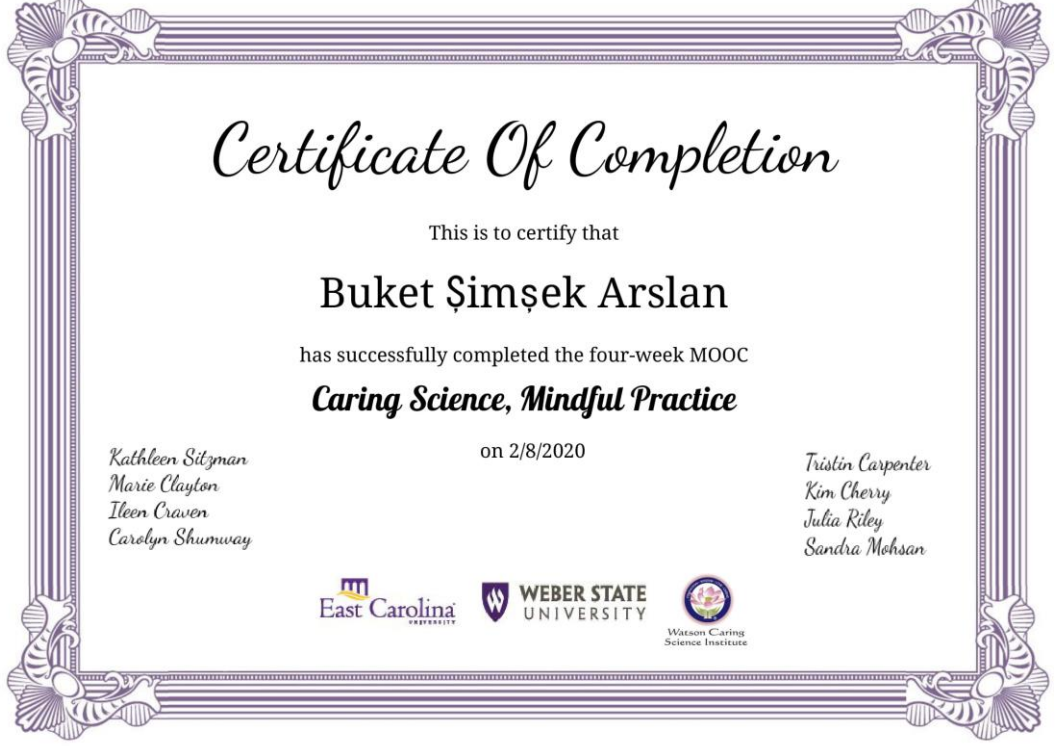 Certificate Of Completion
This is to certify that
Buket Şimşek Arslan
has successfully completed the four-week MOOC
Caring Science, Mindful Practice
on 2/8/2020
Kathleen Sitzman
Marie Clayton
Ileen Craven
Carolyn Shumway
Tristin Carpenter
Kim Cherry
Julia Riley
Sandra Mohsan
East Carolina
UNIVERSITY
WEBER STATE
UNIVERSITY
Watson Caring
Science Institute